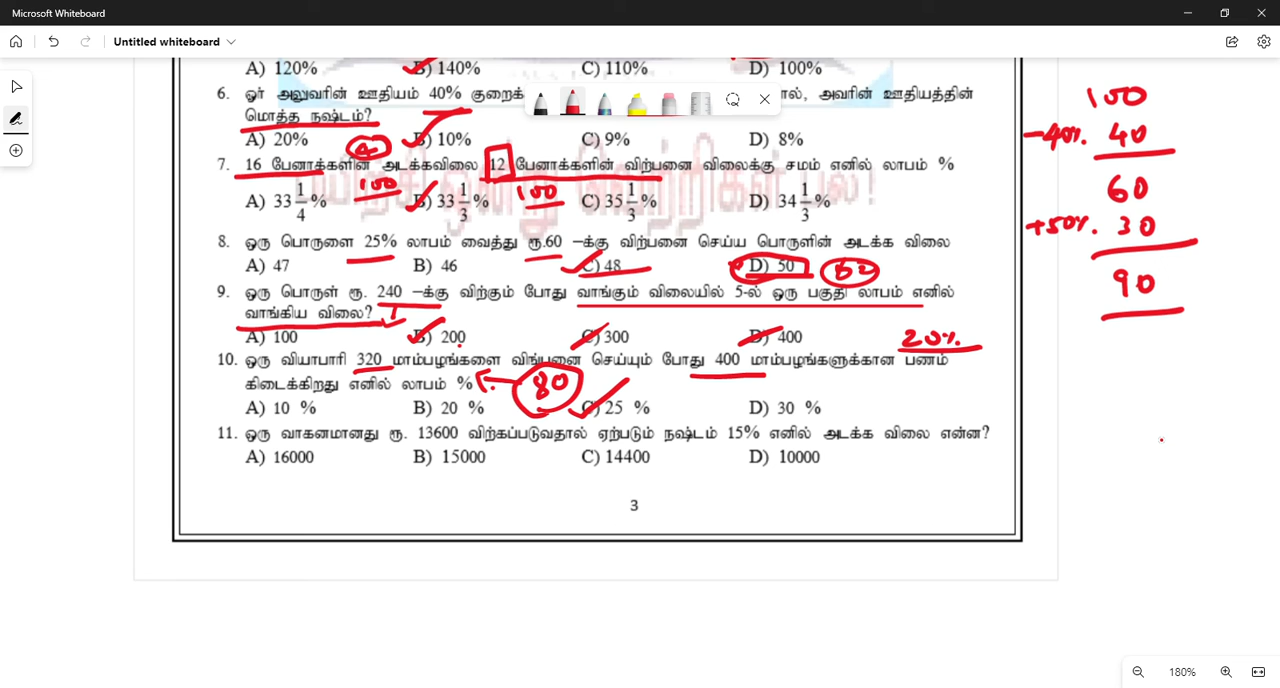 Microsoft Whiteboard
Untitled whiteboard
A) 120% B) 140% C) 110% D) 100%
6. ஓர் அலுவரின் ஊதியம் 40% குறைக் ால், அவரின் ஊதியத்தின்
மொத்த நஷ்டம்?
A) 20% B) 10% C) 9% D) 8%
7. 16 பேனாக்களின் அடக்கவிலை 12 பேனாக்களின் விற்பனை விலைக்கு சமம் எனில் லாபம் %
100 100
A) 33 1/4 % B) 33 1/3 % C) 35 1/3 % D) 34 1/3 %
8. ஒரு பொருளை 25% லாபம் வைத்து ரூ.60 –க்கு விற்பனை செய்ய பொருளின் அடக்க விலை
A) 47 B) 46 C) 48 D) 50
9. ஒரு பொருள் ரூ. 240 –க்கு விற்கும் போது வாங்கும் விலையில் 5-ல் ஒரு பகுதி லாபம் எனில்
வாங்கிய விலை?
A) 100 B) 200 C) 300 D) 400
20%
10. ஒரு வியாபாரி 320 மாம்பழங்களை விற்பனை செய்யும் போது 400 மாம்பழங்களுக்கான பணம்
கிடைக்கிறது எனில் லாபம் %
80
A) 10 % B) 20 % C) 25 % D) 30 %
11. ஒரு வாகனமானது ரூ. 13600 விற்கப்படுவதால் ஏற்படும் நஷ்டம் 15% எனில் அடக்க விலை என்ன?
A) 16000 B) 15000 C) 14400 D) 10000
3
100
-40%. 40
60
+50%. 30
90
180%